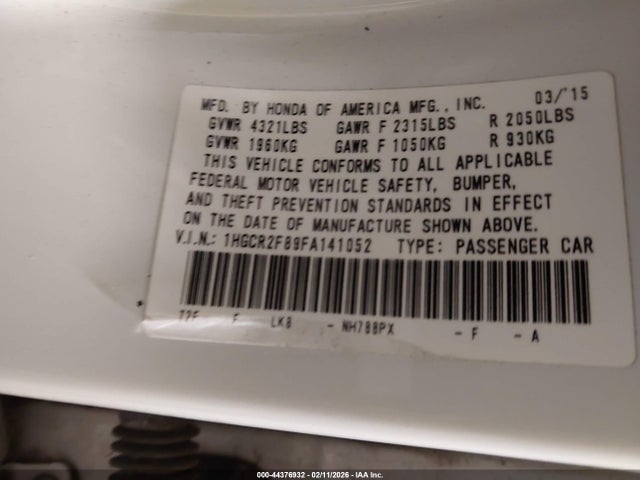 MFD. BY HONDA OF AMERICA MFG., INC. 03/'15
GVWR 4321LBS GAWR F 2315LBS R 2050LBS
GVWR 1960KG GAWR F 1050KG R 930KG
THIS VEHICLE CONFORMS TO ALL APPLICABLE
FEDERAL MOTOR VEHICLE SAFETY, BUMPER,
AND THEFT PREVENTION STANDARDS IN EFFECT
ON THE DATE OF MANUFACTURE SHOWN ABOVE.
V.I.N.: 1HGCR2F89FA141052 TYPE: PASSENGER CAR
T2F F LK8 - NH788PX - F - A
000-44376932 - 02/11/2026 - IAA Inc.